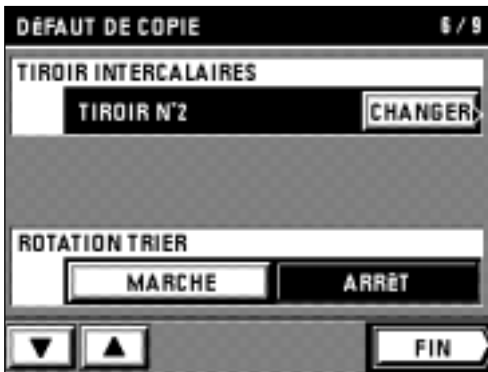 DéFAUT DE COPIE 6/9
TIROIR INTERCALAIRES
TIROIR N°2 CHANGER
ROTATION TRIER
MARCHE ARRêT
FIN